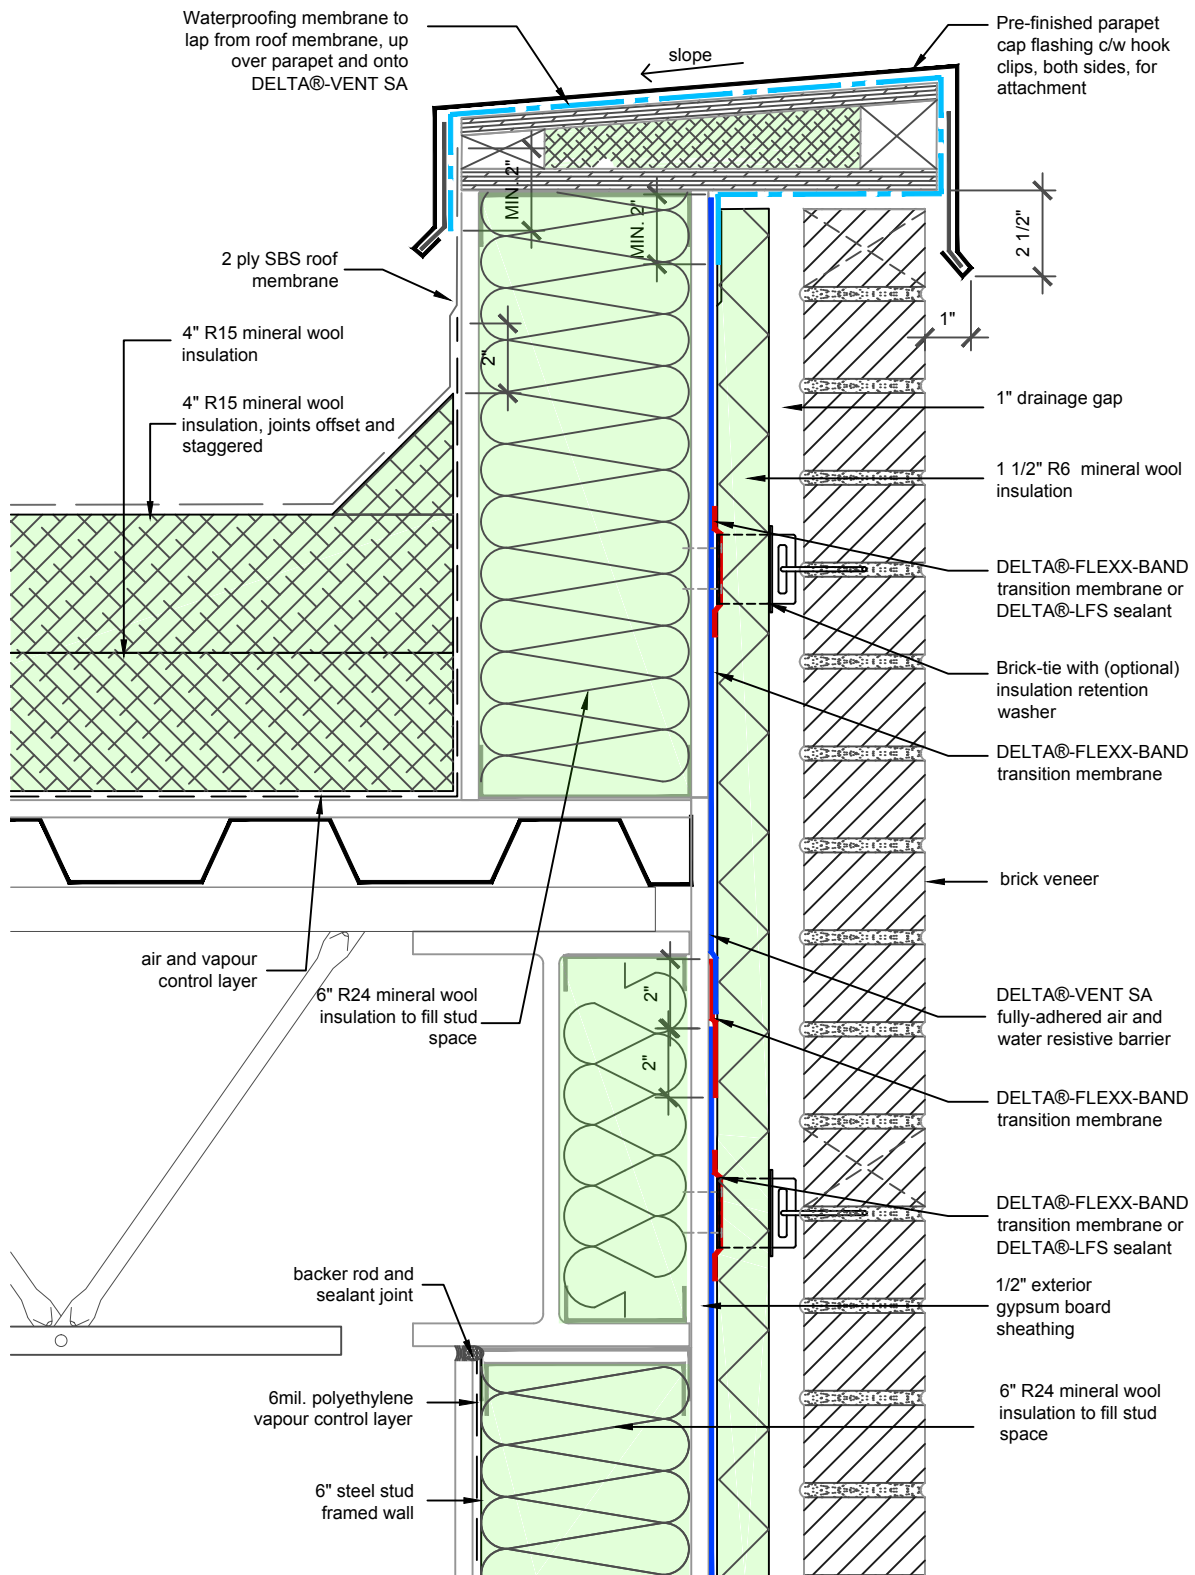 Waterproofing membrane to
lap from roof membrane, up
over parapet and onto
DELTA®-VENT SA
slope
Pre-finished parapet
cap flashing c/w hook
clips, both sides, for
attachment
MIN. 2"
MIN. 2"
2 1/2"
1"
2 ply SBS roof
membrane
4" R15 mineral wool
insulation
2"
4" R15 mineral wool
insulation, joints offset and
staggered
1" drainage gap
1 1/2" R6 mineral wool
insulation
DELTA®-FLEXX-BAND
transition membrane or
DELTA®-LFS sealant
Brick-tie with (optional)
insulation retention
washer
DELTA®-FLEXX-BAND
transition membrane
brick veneer
air and vapour
control layer
6" R24 mineral wool
insulation to fill stud
space
2"
2"
DELTA®-VENT SA
fully-adhered air and
water resistive barrier
DELTA®-FLEXX-BAND
transition membrane
DELTA®-FLEXX-BAND
transition membrane or
DELTA®-LFS sealant
backer rod and
sealant joint
1/2" exterior
gypsum board
sheathing
6mil. polyethylene
vapour control layer
6" R24 mineral wool
insulation to fill stud
space
6" steel stud
framed wall